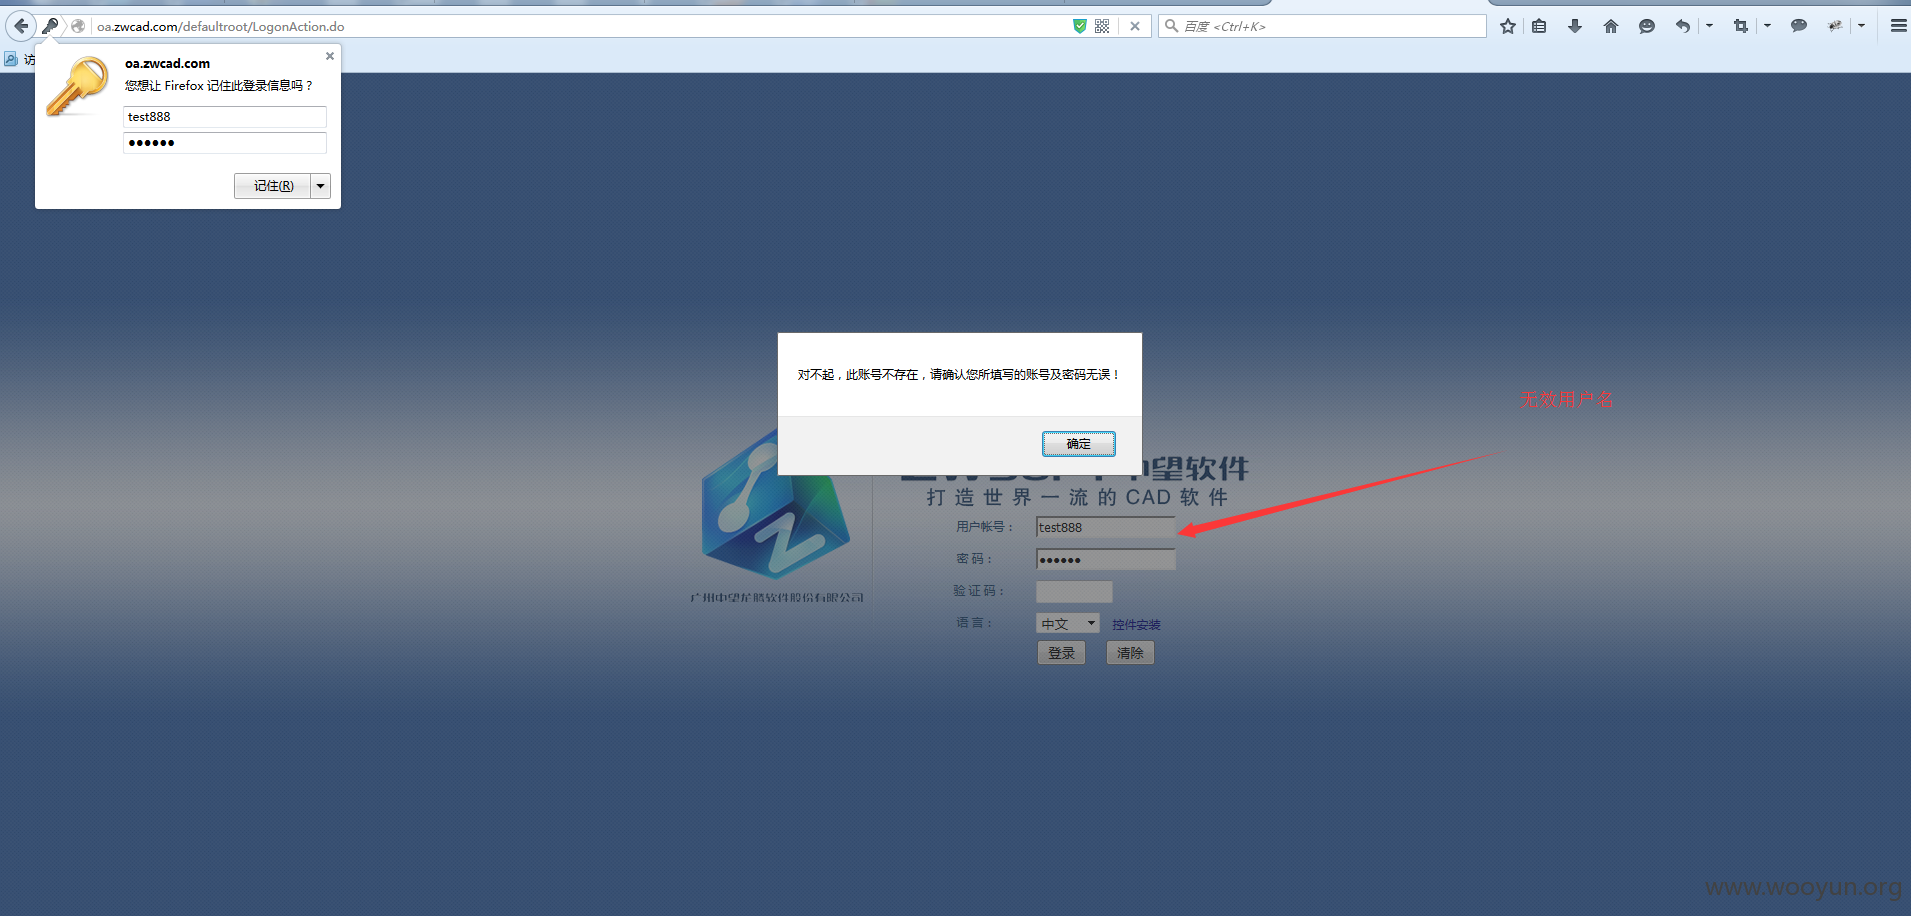 oa.zwcad.com/defaultroot/LogonAction.do
百度 <Ctrl+K>
访
oa.zwcad.com
您想让 Firefox 记住此登录信息吗？
test888
••••••
记住(R)
对不起，此账号不存在，请确认您所填写的账号及密码无误！
确定
无效用户名
中望软件
打造世界一流的CAD软件
用户帐号：
test888
密码：
••••••
广州中望龙腾软件股份有限公司
验证码：
语言：
中文
控件安装
登录
清除
www.wooyun.org